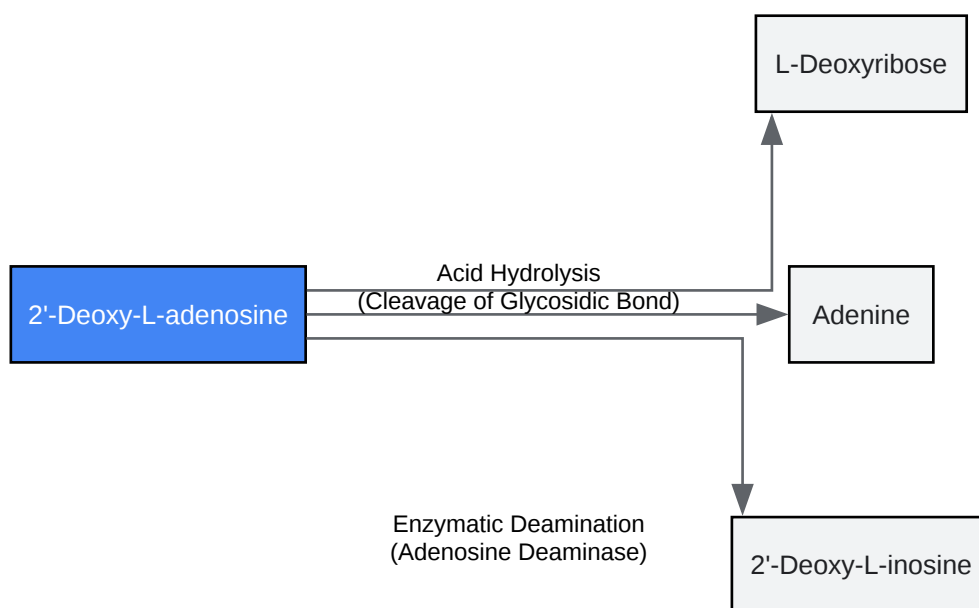 L-Deoxyribose
Acid Hydrolysis
(Cleavage of Glycosidic Bond)
2'-Deoxy-L-adenosine
Adenine
Enzymatic Deamination
(Adenosine Deaminase)
2'-Deoxy-L-inosine